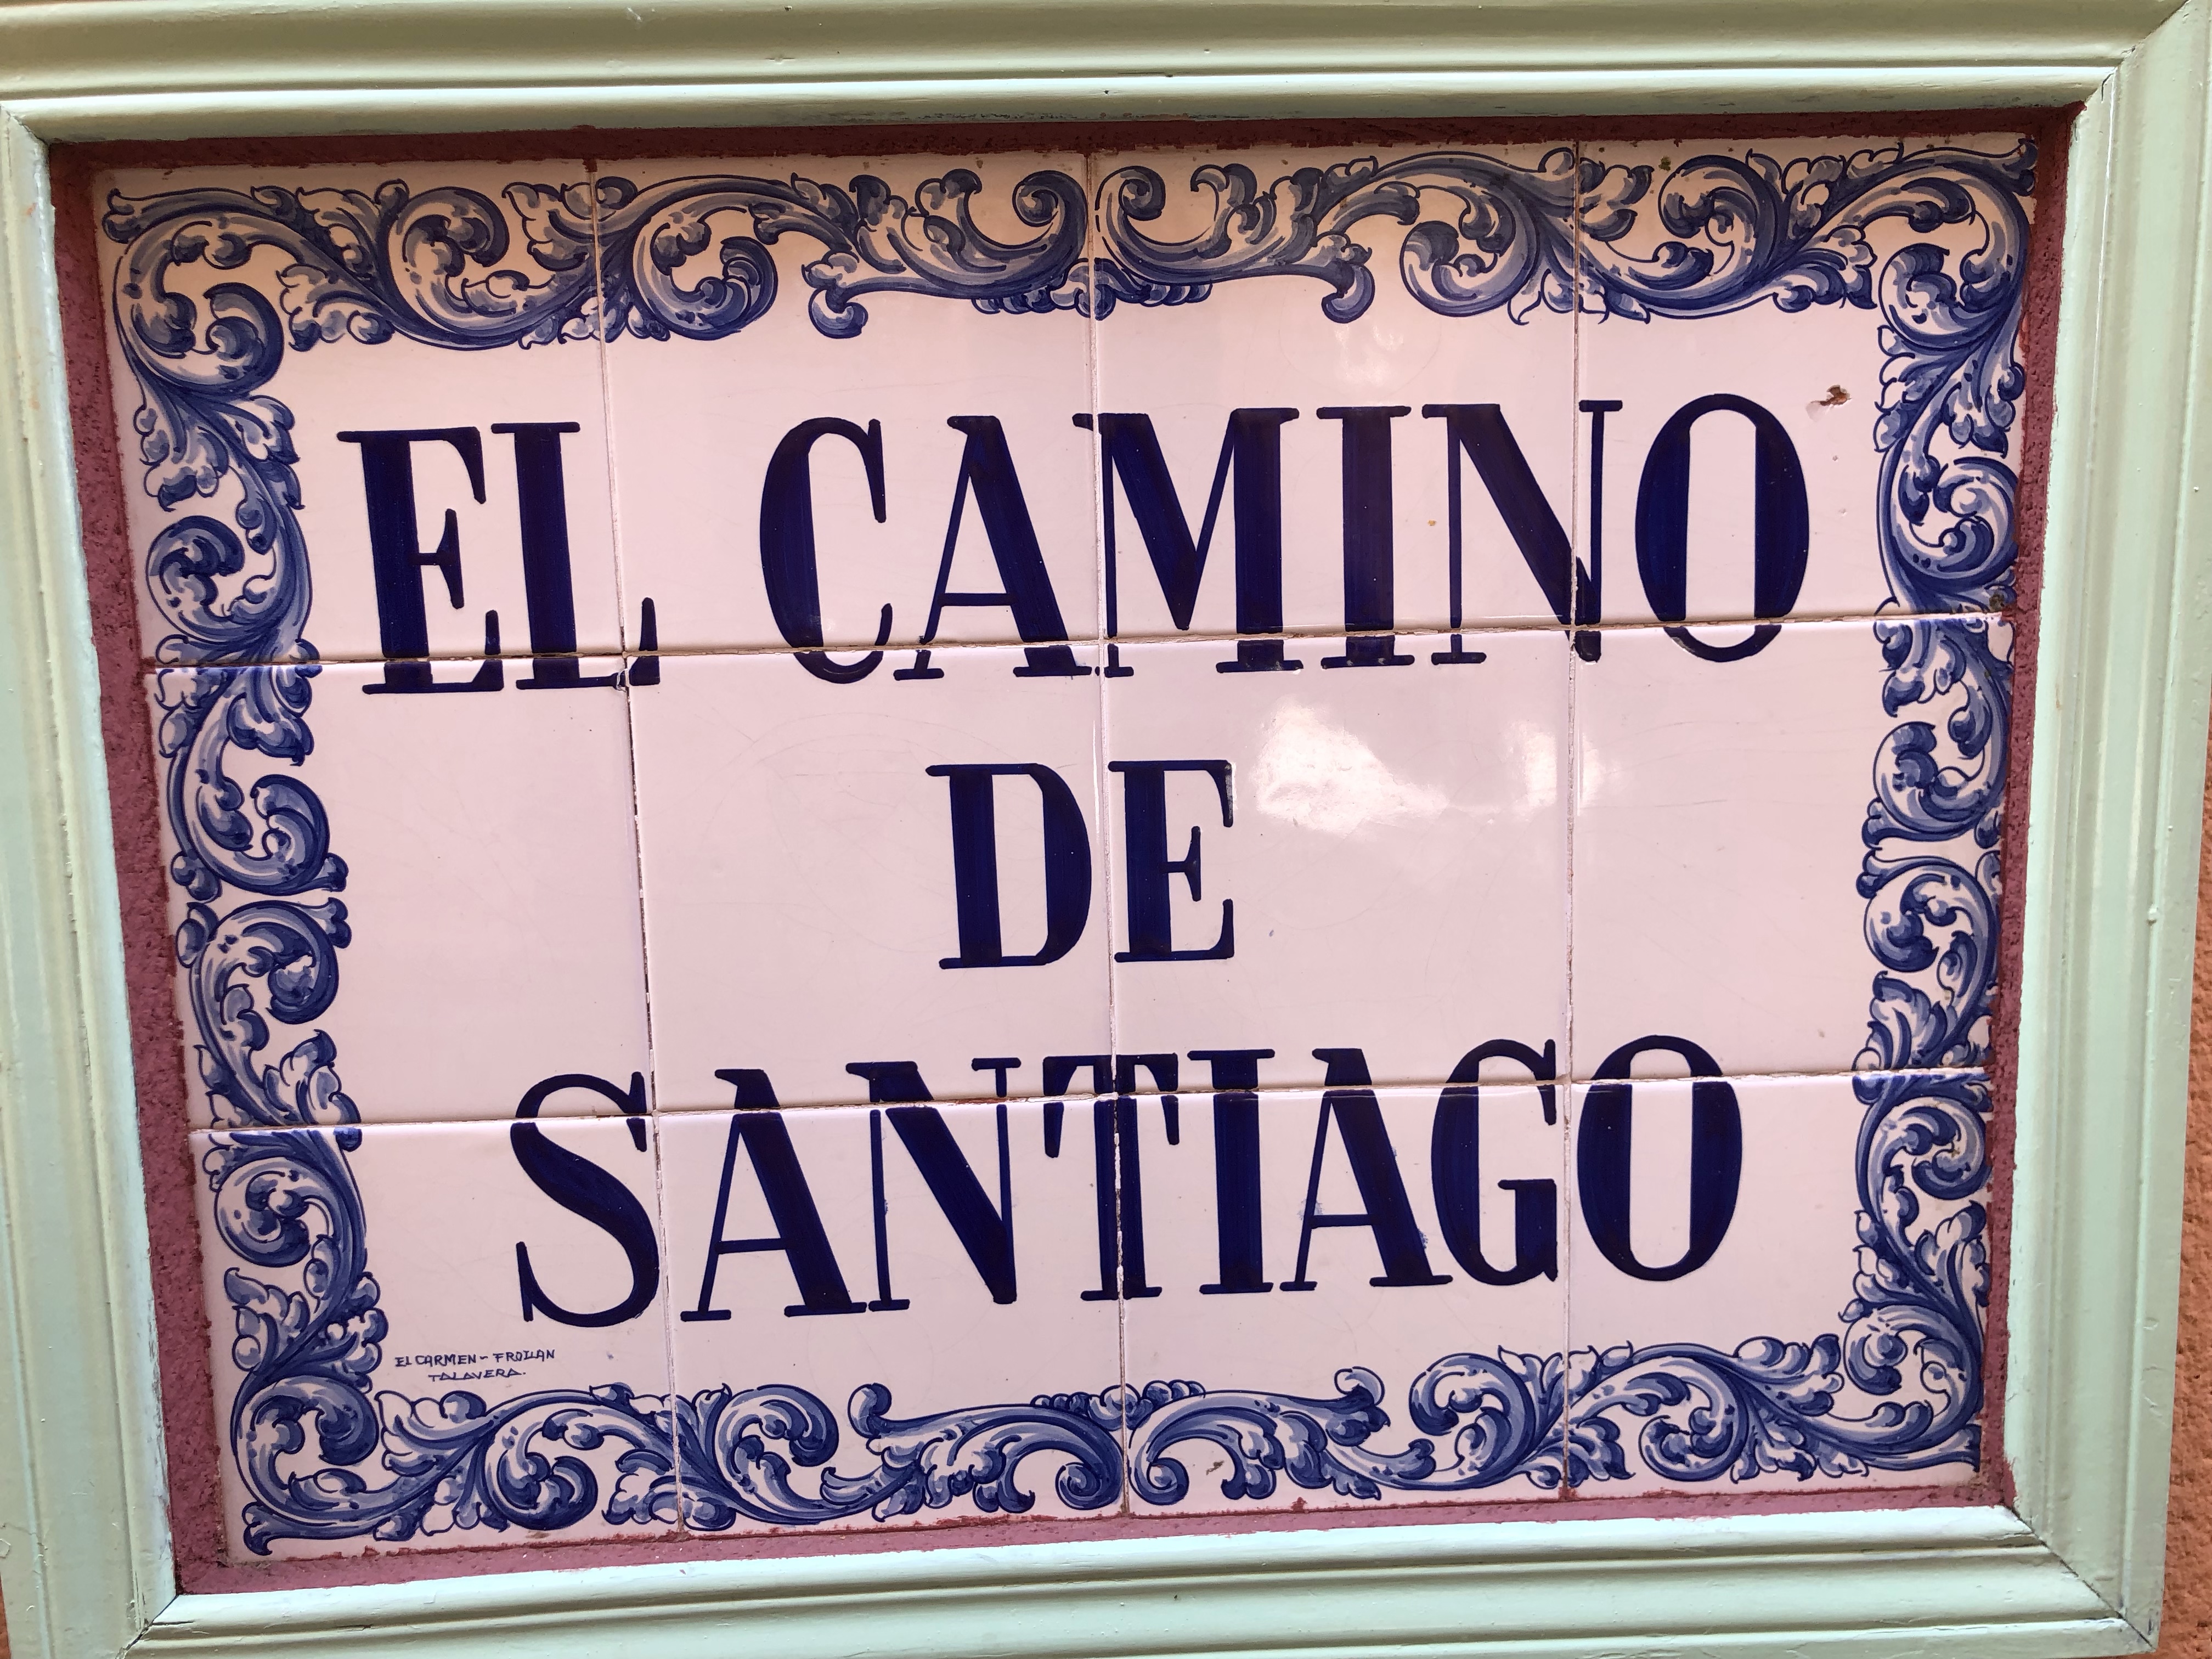 EL CAMINO
DE
SANTIAGO
EL CARMEN - FROILAN
TALAVERA.